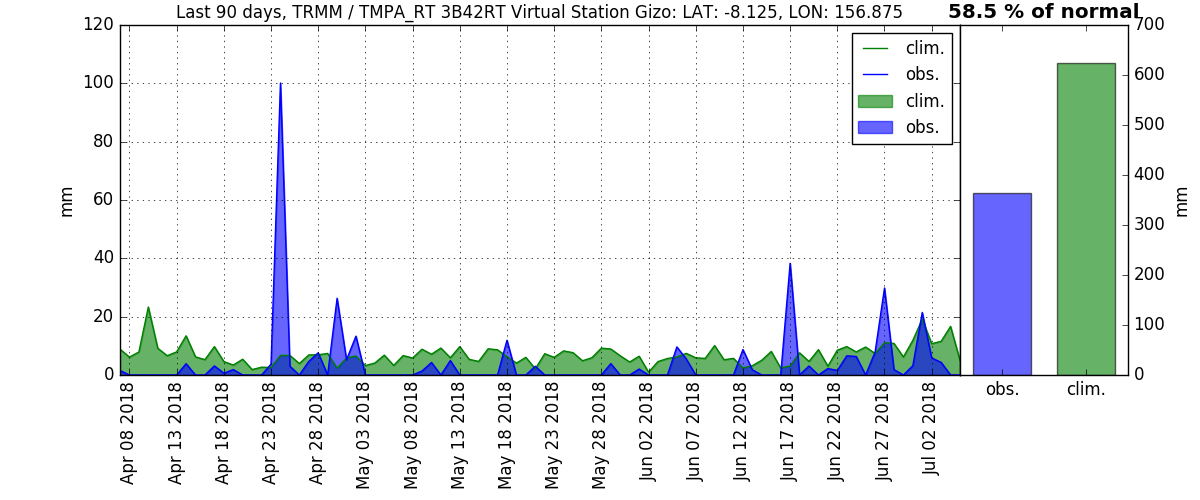 Last 90 days, TRMM / TMPA_RT 3B42RT Virtual Station Gizo: LAT: -8.125, LON: 156.875
58.5 % of normal
120
100
80
60
40
20
0
mm
clim.
obs.
clim.
obs.
700
600
500
400
300
200
100
0
mm
Apr 08 2018
Apr 13 2018
Apr 18 2018
Apr 23 2018
Apr 28 2018
May 03 2018
May 08 2018
May 13 2018
May 18 2018
May 23 2018
May 28 2018
Jun 02 2018
Jun 07 2018
Jun 12 2018
Jun 17 2018
Jun 22 2018
Jun 27 2018
Jul 02 2018
obs.
clim.